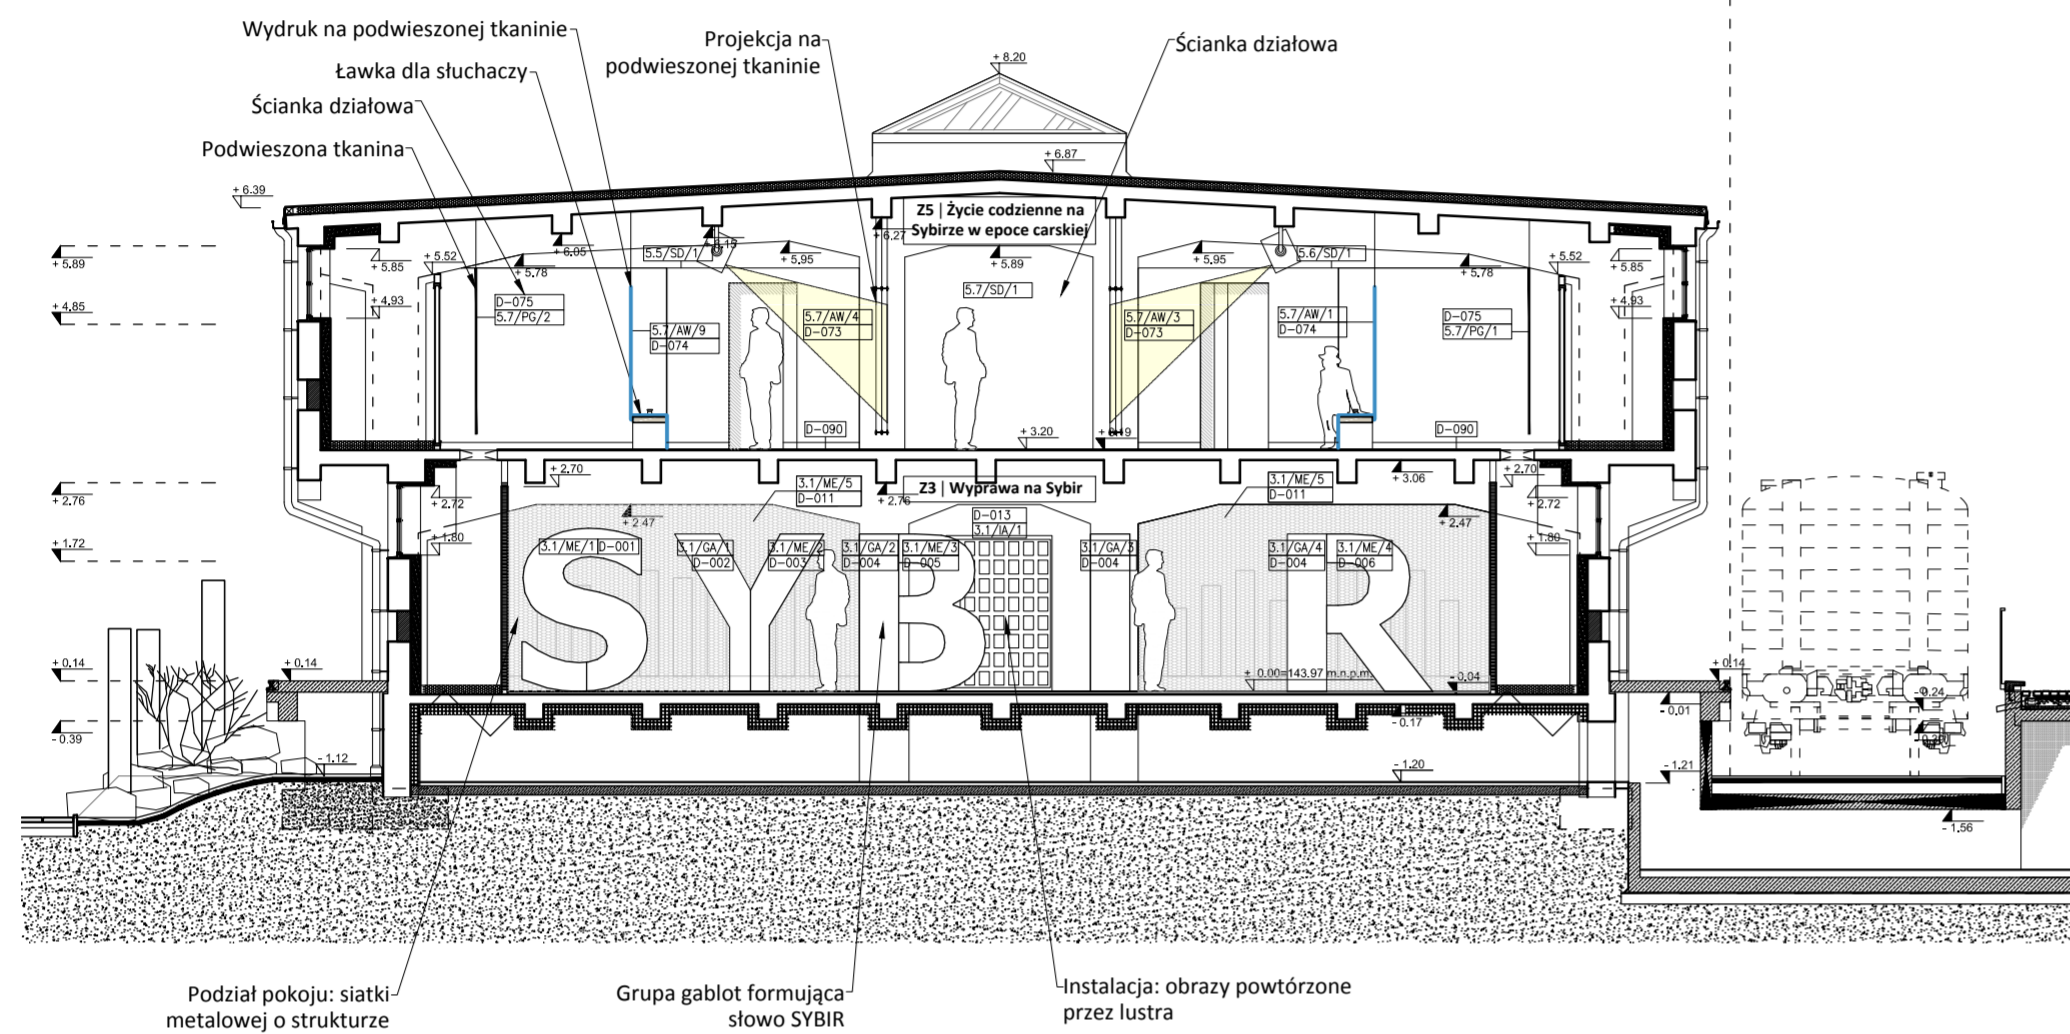 Wydruk na podwieszonej tkaninie
Projekcja na
podwieszonej tkaninie
Ścianka działowa
+ 8.20
Ławka dla słuchaczy
Ścianka działowa
Podwieszona tkanina
+ 6.87
+ 6.39
Z5 | Życie codzienne na
Sybirze w epoce carskiej
+ 5.89
+ 5.85
+ 5.52
+ 5.78
+ 6.05
5.5/SD/1
+ 6.15
+ 5.95
+ 6.27
+ 5.89
+ 5.95
5.6/SD/1
+ 5.78
+ 5.52
+ 5.85
+ 4.85
+ 4.93
D-075
5.7/PG/2
5.7/AW/9
D-074
5.7/AW/4
D-073
5.7/SD/1
5.7/AW/3
D-073
5.7/AW/1
D-074
D-075
5.7/PG/1
+ 4.93
D-090
+ 3.20
D-090
+ 2.76
+ 2.70
+ 2.72
3.1/ME/5
D-011
+ 2.76
Z3 | Wyprawa na Sybir
3.1/ME/5
D-011
+ 3.06
+ 2.70
+ 2.72
+ 2.47
D-013
3.1/IA/1
+ 2.47
+ 1.72
+ 1.80
3.1/ME/1 D-001
3.1/GA/1
D-002
3.1/ME/2
D-003
3.1/GA/2
D-004
3.1/ME/3
D-005
3.1/GA/3
D-004
3.1/GA/4
D-004
3.1/ME/4
D-006
+ 1.80
SYB R
+ 0.14
+ 0.14
+ 0.00=143.97 m.n.p.m.
- 0.04
+ 0.14
- 0.24
- 0.01
- 0.39
- 0.17
- 1.12
- 1.20
- 1.21
- 1.56
Podział pokoju: siatki
metalowej o strukturze
Grupa gablot formująca
słowo SYBIR
Instalacja: obrazy powtórzone
przez lustra